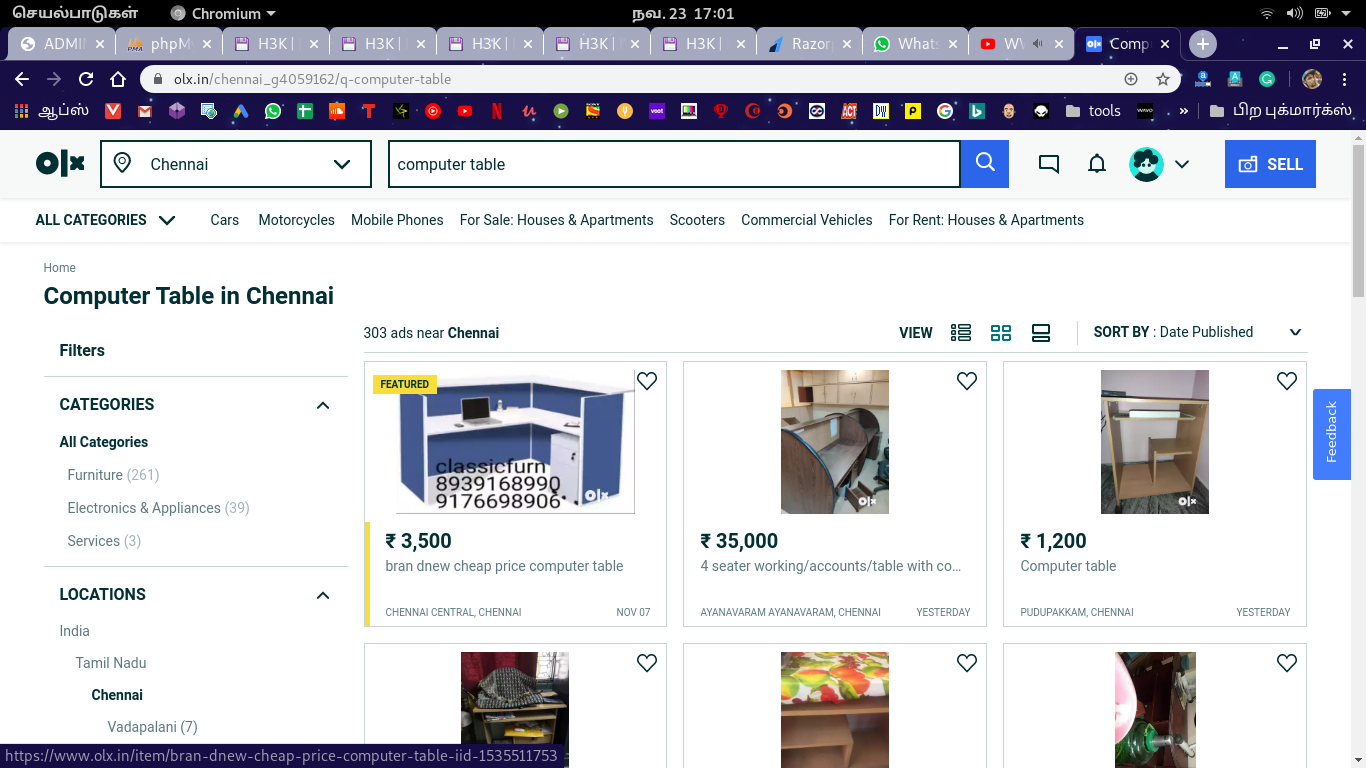 செயல்பாடுகள் Chromium நவ. 23 17:01
ADMI phpM H3K | H3K | H3K | H3K | H3K | Razor Whats Comp
olx.in/chennai_g4059162/q-computer-table
ஆப்ஸ் tools பிற புக்மார்க்ஸ்
olx Chennai computer table SELL
ALL CATEGORIES Cars Motorcycles Mobile Phones For Sale: Houses & Apartments Scooters Commercial Vehicles For Rent: Houses & Apartments
Home
Computer Table in Chennai
303 ads near Chennai VIEW SORT BY : Date Published
Filters
CATEGORIES
All Categories
Furniture (261)
Electronics & Appliances (39)
Services (3)
LOCATIONS
India
Tamil Nadu
Chennai
Vadapalani (7)
FEATURED
classicfurn
8939168990
9176698906
olx
₹ 3,500
bran dnew cheap price computer table
CHENNAI CENTRAL, CHENNAI NOV 07
olx
₹ 35,000
4 seater working/accounts/table with co...
AYANAVARAM AYANAVARAM, CHENNAI YESTERDAY
olx
₹ 1,200
Computer table
PUDUPAKKAM, CHENNAI YESTERDAY
Feedback
https://www.olx.in/item/bran-dnew-cheap-price-computer-table-iid-1535511753